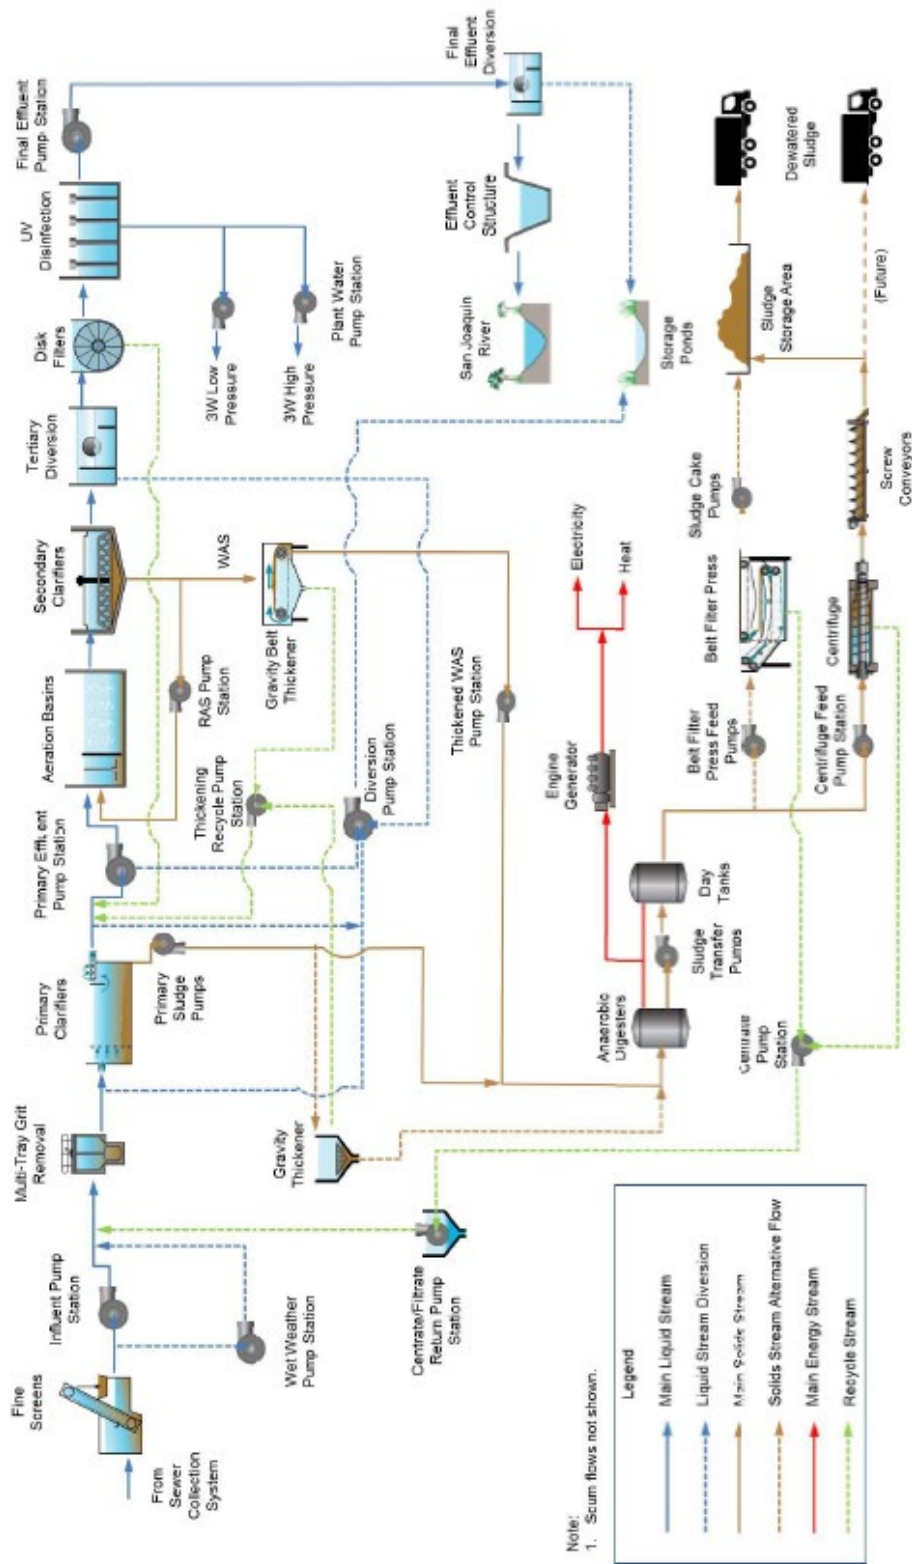 From
Sewer
Collection
System
Fine
Screens
Influent Pump
Station
Wet Weather
Pump Station
Multi-Tray Grit
Removal
Primary
Clarifiers
Primary
Sludge
Pumps
Primary Effluent
Pump Station
Aeration Basins
RAS Pump
Station
Secondary
Clarifiers
WAS
Tertiary
Diversion
Disk
Filters
UV
Disinfection
Final Effluent
Pump Station
3W Low
Pressure
3W High
Pressure
Plant Water
Pump Station
Final
Effluent
Diversion
Effluent
Control
Structure
San Joaquin
River
Storage
Ponds
Gravity Belt
Thickener
Thickening
Recycle Pump
Station
Diversion
Pump Station
Thickened WAS
Pump Station
Gravity
Thickener
Centrate/Filtrate
Return Pump
Station
Anaerobic
Digesters
Sludge
Transfer
Pumps
Day
Tanks
Engine
Generator
Electricity
Heat
Belt Filter
Press Feed
Pumps
Belt Filter Press
Sludge Cake
Pumps
Sludge
Storage Area
Dewatered
Sludge
Centrate
Pump
Station
Centrifuge Feed
Pump Station
Centrifuge
Screw
Conveyors
(Future)
Note:
1. Scum flows not shown.
Legend
Main Liquid Stream
Liquid Stream Diversion
Main Solids Stream
Solids Stream Alternative Flow
Main Energy Stream
Recycle Stream